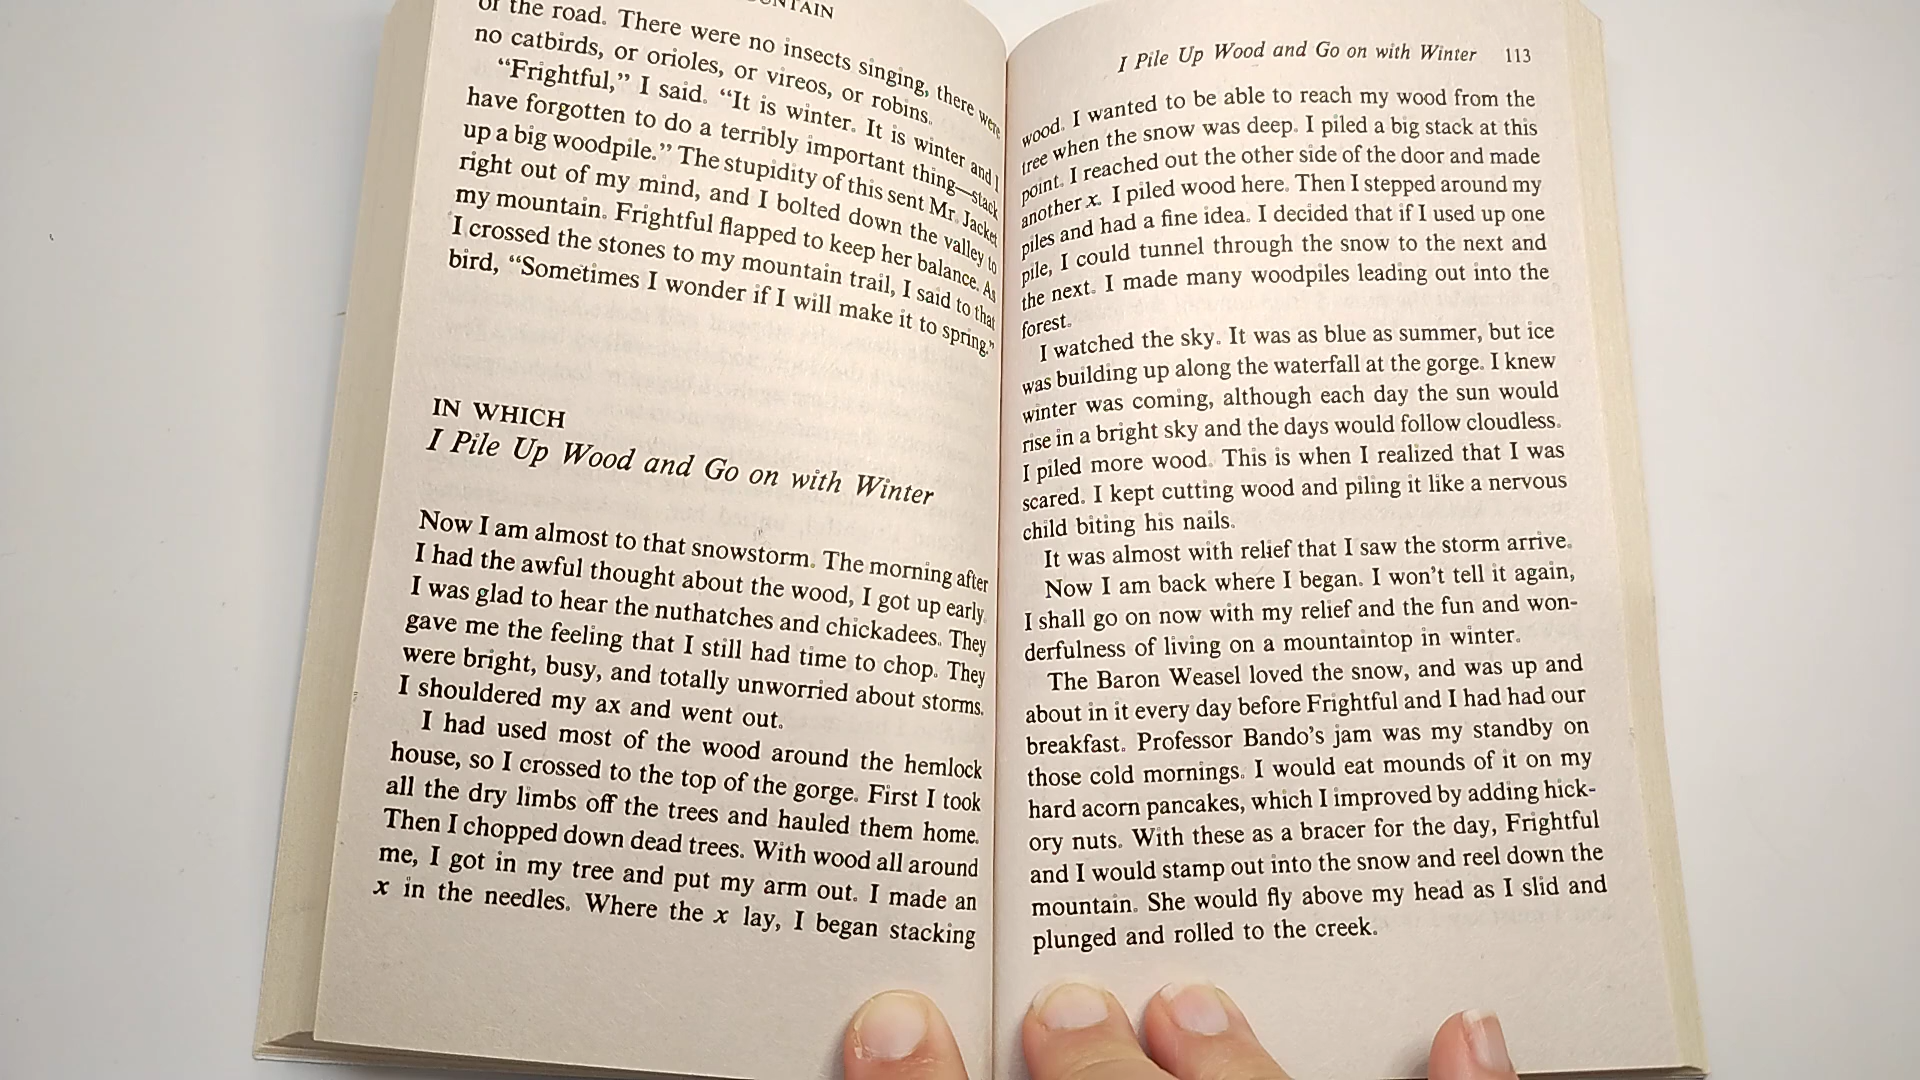 UNTAIN
of the road. There were no insects singing, there were
no catbirds, or orioles, or vireos, or robins.
“Frightful,” I said. “It is winter. It is winter and I
have forgotten to do a terribly important thing—stack
up a big woodpile.” The stupidity of this sent Mr. Jacket
right out of my mind, and I bolted down the valley to
my mountain. Frightful flapped to keep her balance. As
I crossed the stones to my mountain trail, I said to that
bird, “Sometimes I wonder if I will make it to spring.”
IN WHICH
I Pile Up Wood and Go on with Winter
Now I am almost to that snowstorm. The morning after
I had the awful thought about the wood, I got up early.
I was glad to hear the nuthatches and chickadees. They
gave me the feeling that I still had time to chop. They
were bright, busy, and totally unworried about storms.
I shouldered my ax and went out.
I had used most of the wood around the hemlock
house, so I crossed to the top of the gorge. First I took
all the dry limbs off the trees and hauled them home.
Then I chopped down dead trees. With wood all around
me, I got in my tree and put my arm out. I made an
x in the needles. Where the x lay, I began stacking
I Pile Up Wood and Go on with Winter 113
wood. I wanted to be able to reach my wood from the
tree when the snow was deep. I piled a big stack at this
point. I reached out the other side of the door and made
another x. I piled wood here. Then I stepped around my
piles and had a fine idea. I decided that if I used up one
pile, I could tunnel through the snow to the next and
the next. I made many woodpiles leading out into the
forest.
I watched the sky. It was as blue as summer, but ice
was building up along the waterfall at the gorge. I knew
winter was coming, although each day the sun would
rise in a bright sky and the days would follow cloudless.
I piled more wood. This is when I realized that I was
scared. I kept cutting wood and piling it like a nervous
child biting his nails.
It was almost with relief that I saw the storm arrive.
Now I am back where I began. I won’t tell it again,
I shall go on now with my relief and the fun and won-
derfulness of living on a mountaintop in winter.
The Baron Weasel loved the snow, and was up and
about in it every day before Frightful and I had had our
breakfast. Professor Bando’s jam was my standby on
those cold mornings. I would eat mounds of it on my
hard acorn pancakes, which I improved by adding hick-
ory nuts. With these as a bracer for the day, Frightful
and I would stamp out into the snow and reel down the
mountain. She would fly above my head as I slid and
plunged and rolled to the creek.